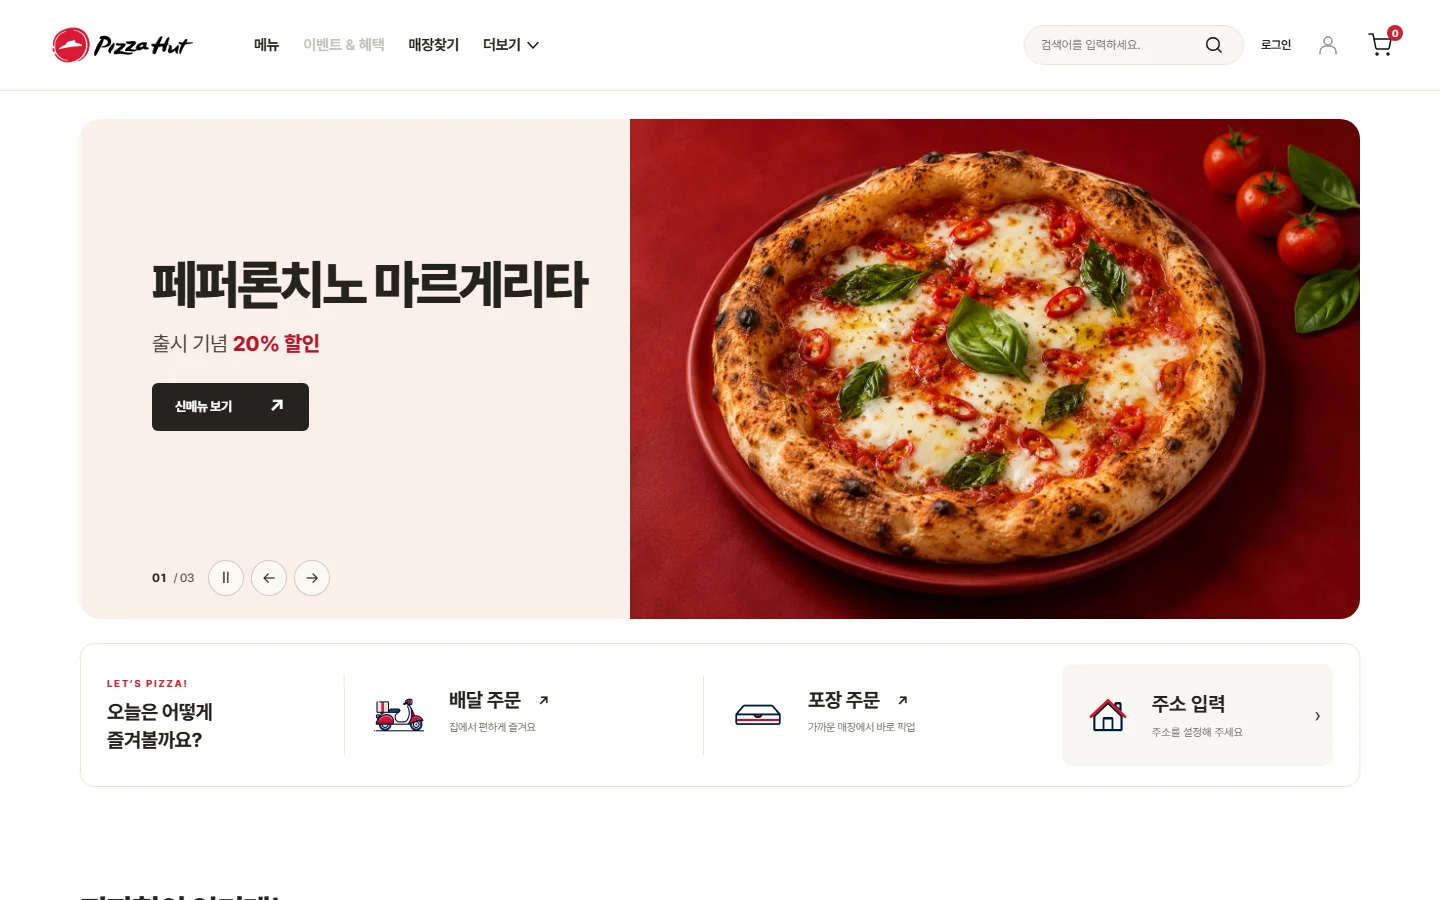 Pizza Hut
메뉴
이벤트 & 혜택
매장찾기
더보기
검색어를 입력하세요.
로그인
0
페퍼론치노 마르게리타
출시 기념 20% 할인
신메뉴 보기
01 / 03
LET'S PIZZA!
오늘은 어떻게
즐겨볼까요?
배달 주문
집에서 편하게 즐겨요
포장 주문
가까운 매장에서 바로 픽업
주소 입력
주소를 설정해 주세요